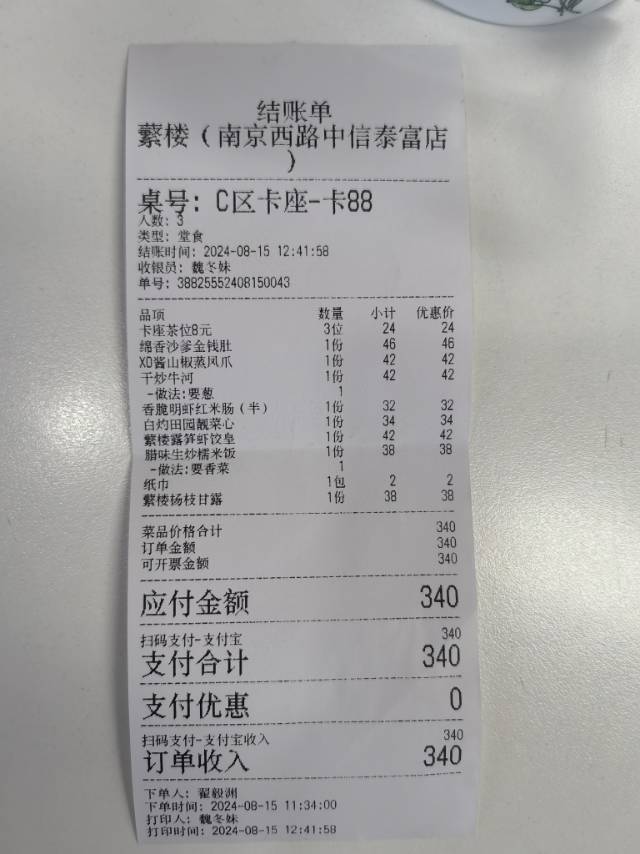 结账单
蘩楼（南京西路中信泰富店
）
桌号: C区卡座-卡88
人数: 3
类型: 堂食
结账时间: 2024-08-15 12:41:58
收银员: 魏冬妹
单号: 38825552408150043
品项 数量 小计 优惠价
卡座茶位8元 3位 24 24
绵香沙爹金钱肚 1份 46 46
XO酱山椒蒸凤爪 1份 42 42
干炒牛河 1份 42 42
-做法:要葱 1
香脆明虾红米肠（半） 1份 32 32
白灼田园靓菜心 1份 34 34
蘩楼露笋虾饺皇 1份 42 42
腊味生炒糯米饭 1份 38 38
-做法:要香菜 1
纸巾 1包 2 2
蘩楼杨枝甘露 1份 38 38
菜品价格合计 340
订单金额 340
可开票金额 340
应付金额 340
扫码支付-支付宝 340
支付合计 340
支付优惠 0
扫码支付-支付宝收入 340
订单收入 340
下单人: 翟毅洲
下单时间: 2024-08-15 11:34:00
打印人: 魏冬妹
打印时间: 2024-08-15 12:41:58